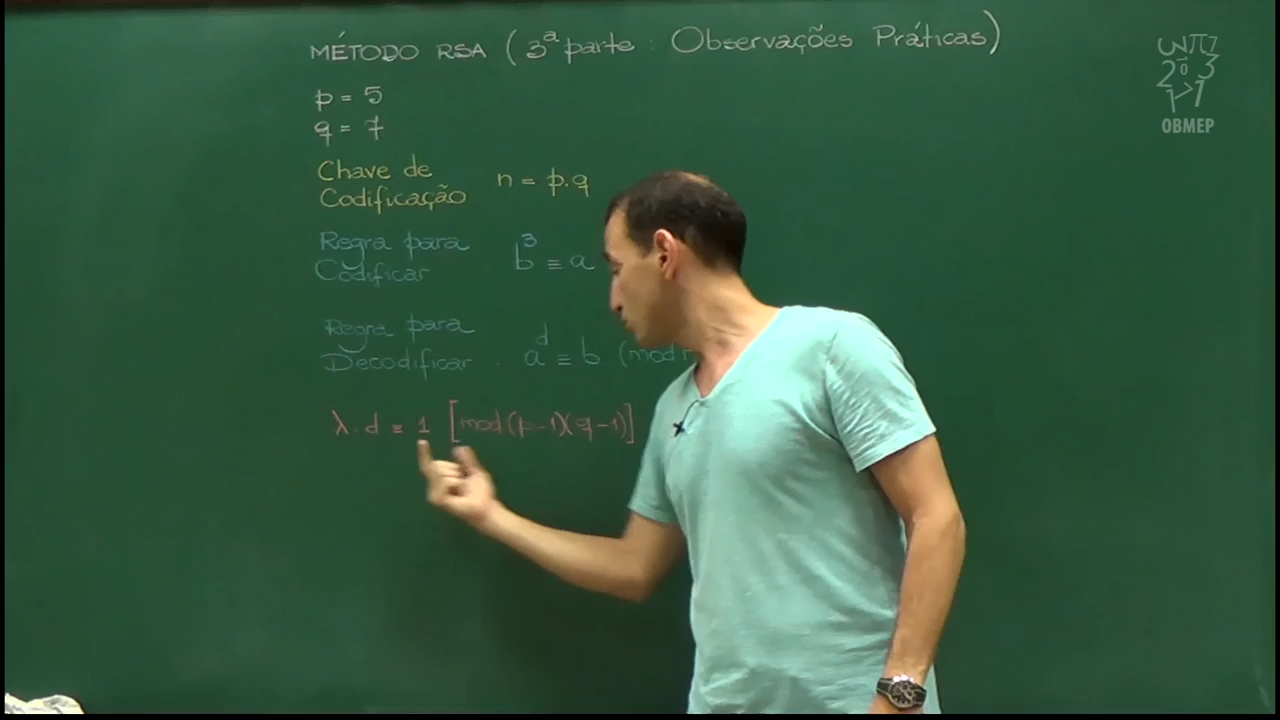 MÉTODO RSA (3ª parte : Observações Práticas)
p = 5
q = 7
Chave de
Codificação n = p.q
Regra para
Codificar b³ ≡ a
Regra para
Decodificar . a^d ≡ b (mod
λ . d ≡ 1 [mod (p-1)(q-1)]
OBMEP